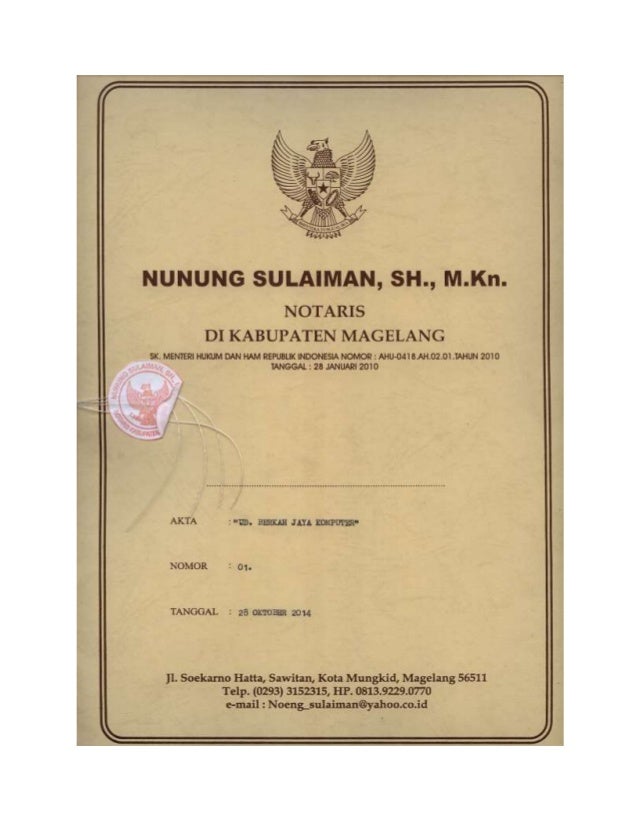 NUNUNG SULAIMAN, SH., M.Kn.
NOTARIS
DI KABUPATEN MAGELANG
SK. MENTERI HUKUM DAN HAM REPUBLIK INDONESIA NOMOR : AHU-0418.AH.02.01.TAHUN 2010
TANGGAL : 28 JANUARI 2010
NUNUNG SULAIMAN, SH.,
AKTA : "UD. BERKAH JAYA KOMPUTER"
NOMOR : 01.
TANGGAL : 28 OKTOBER 2014
Jl. Soekarno Hatta, Sawitan, Kota Mungkid, Magelang 56511
Telp. (0293) 3152315, HP. 0813.9229.0770
e-mail : Noeng_sulaiman@yahoo.co.id